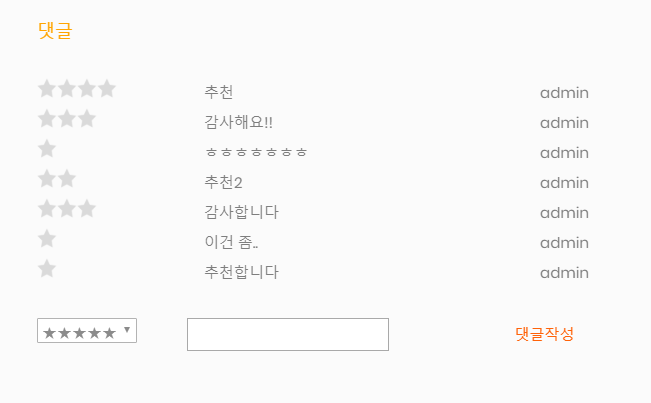 댓글
★★★★ 추천 admin
★★★ 감사해요!! admin
★ ㅎㅎㅎㅎㅎㅎㅎ admin
★★ 추천2 admin
★★★ 감사합니다 admin
★ 이건 좀.. admin
★ 추천합니다 admin
★★★★★ ▼ 댓글작성